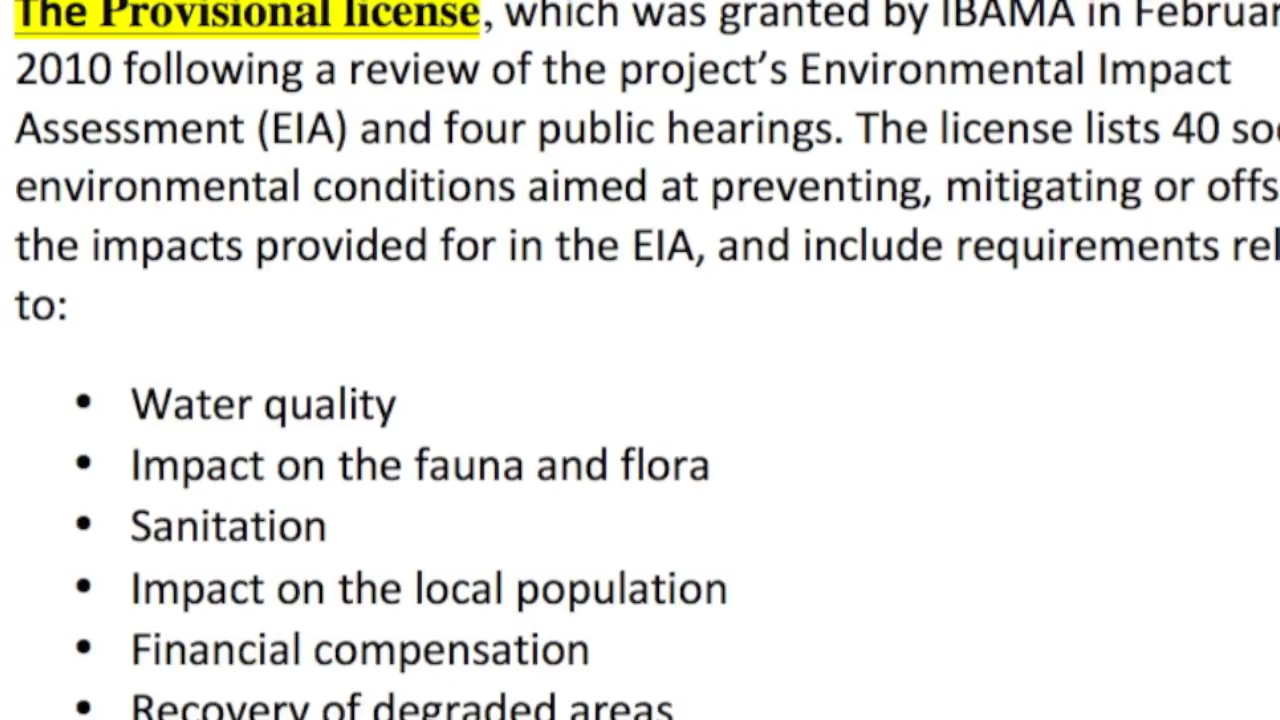 The Provisional license, which was granted by IBAMA in
2010 following a review of the project's Environmental Impact
Assessment (EIA) and four public hearings. The license lists 40
environmental conditions aimed at preventing, mitigating or
the impacts provided for in the EIA, and include requirements
to:
• Water quality
• Impact on the fauna and flora
• Sanitation
• Impact on the local population
• Financial compensation
• Recovery of degraded areas